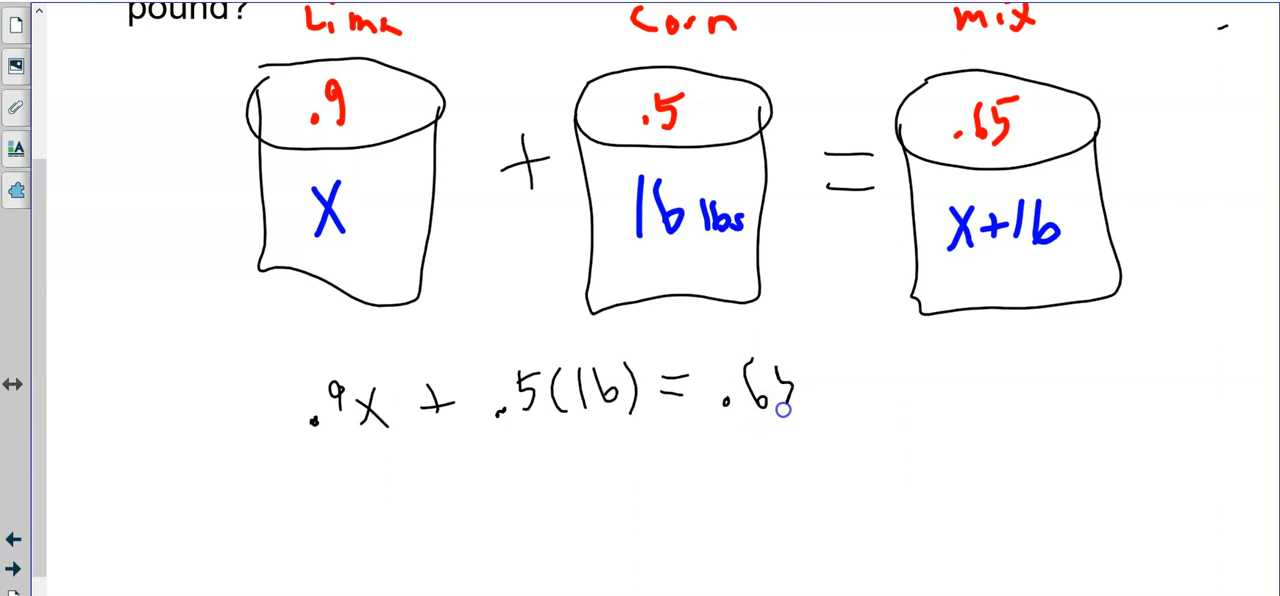 pound?
Lima Corn mix
.9 .5 .65
+ =
X 16 lbs X+16
.9x + .5(16) = .65